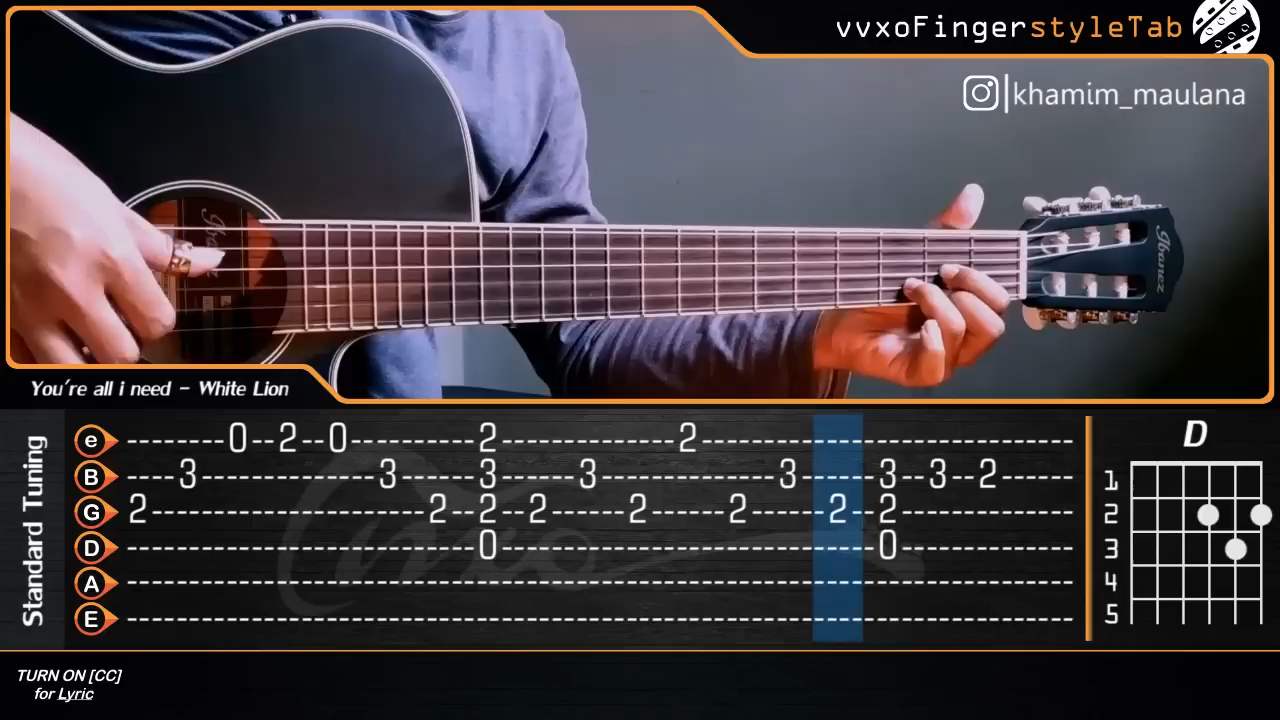 vvxoFingerstyleTab
khamim_maulana
Ibanez
You're all i need - White Lion
Standard Tuning
e --------0--2--0-----------2-----------2-----------------------
B ----3-----------3-----3-----3-----------3-----3--3--2-----
G 2-----------------2--2--2-----2-----2-----2--2-----------
D ---------------------0-----------------------0-----------
A ---------------------------------------------------------
E ---------------------------------------------------------
D
1
2
3
4
5
TURN ON [CC]
for Lyric